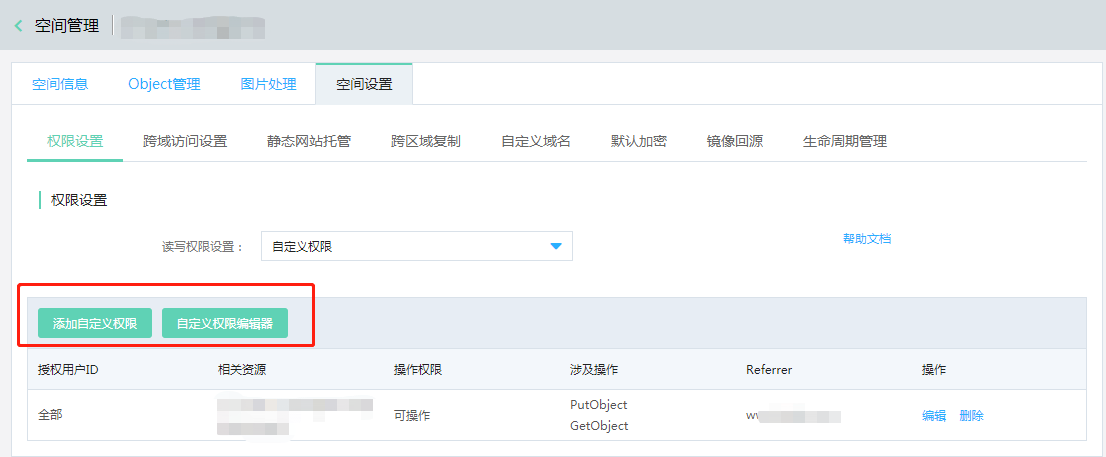 空间管理
空间信息 Object管理 图片处理 空间设置
权限设置 跨域访问设置 静态网站托管 跨区域复制 自定义域名 默认加密 镜像回源 生命周期管理
权限设置
读写权限设置： 自定义权限 帮助文档
添加自定义权限 自定义权限编辑器
授权用户ID 相关资源 操作权限 涉及操作 Referrer 操作
全部 可操作 PutObject
GetObject 编辑 删除